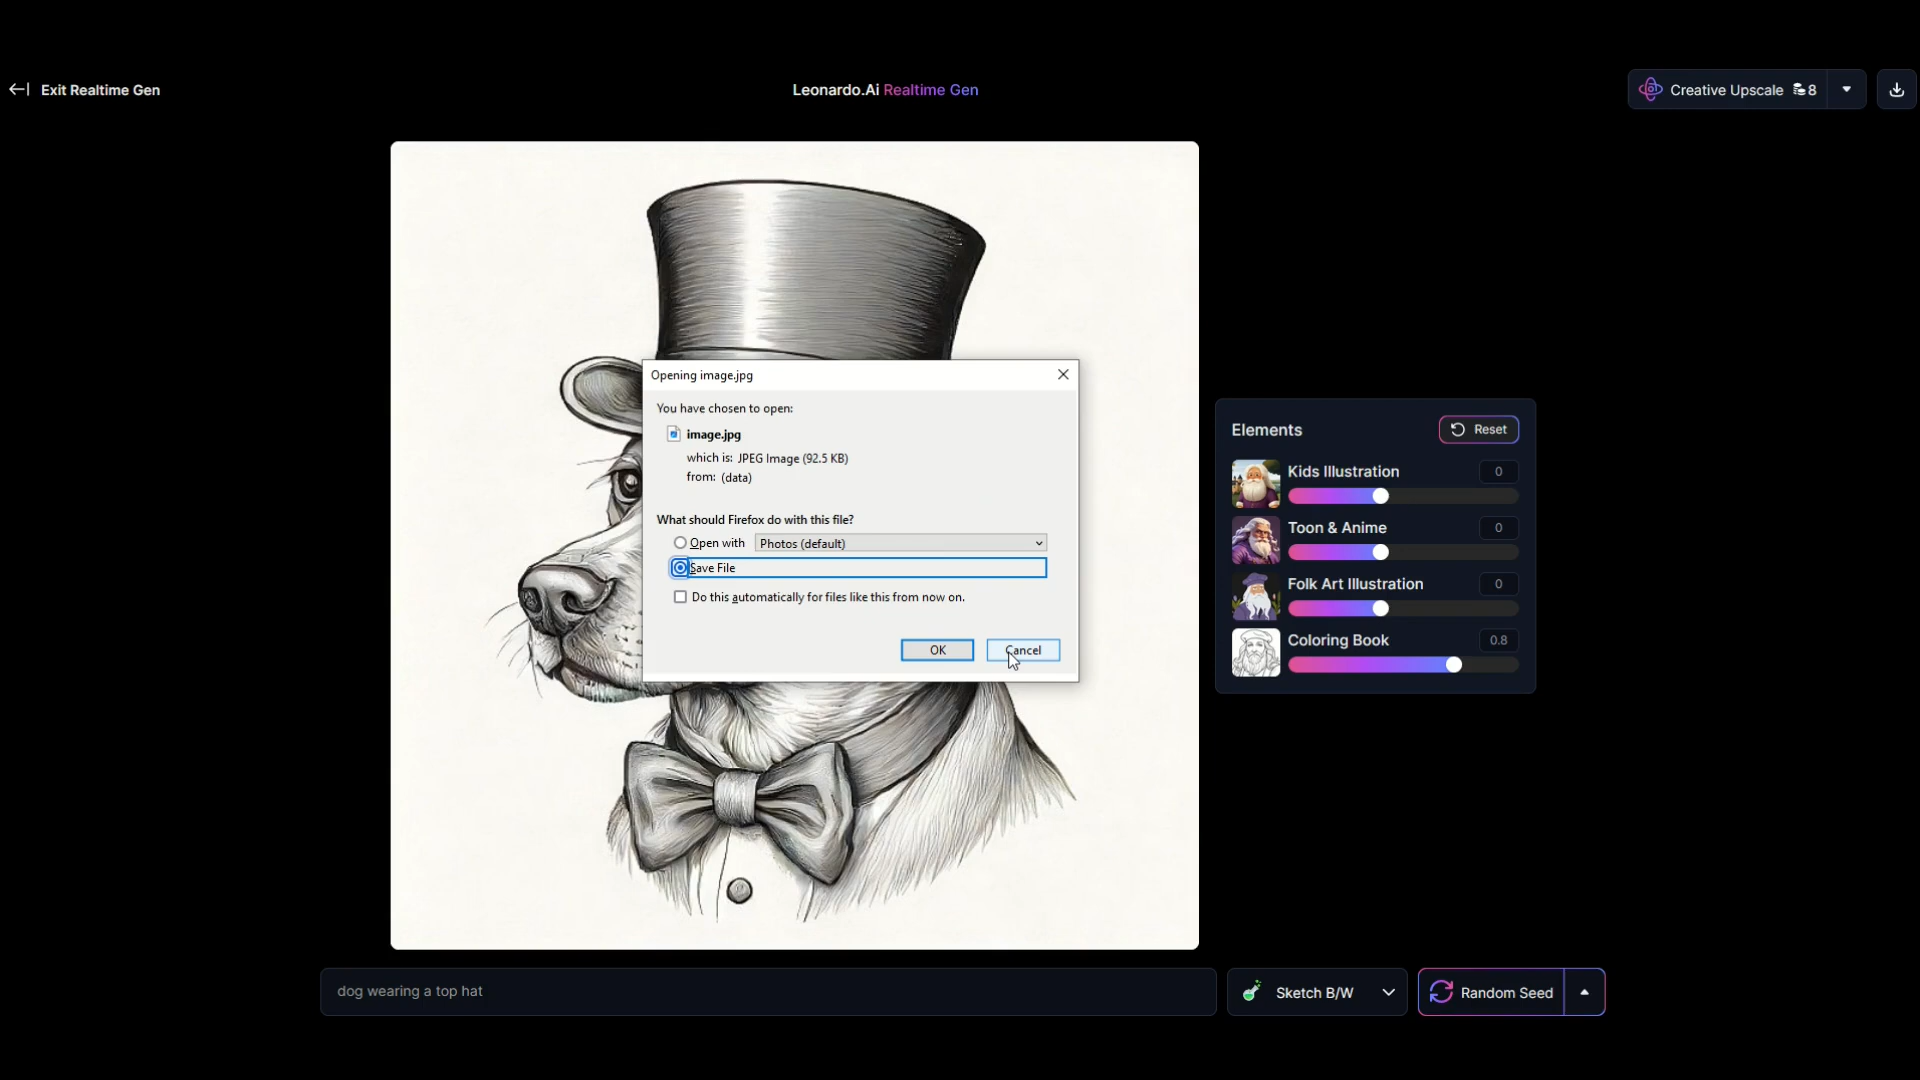 Exit Realtime Gen
Leonardo.Ai Realtime Gen
Creative Upscale 8
Opening image.jpg
You have chosen to open:
image.jpg
which is: JPEG Image (92.5 KB)
from: (data)
What should Firefox do with this file?
Open with Photos (default)
Save File
Do this automatically for files like this from now on.
OK Cancel
Elements Reset
Kids Illustration 0
Toon & Anime 0
Folk Art Illustration 0
Coloring Book 0.8
dog wearing a top hat
Sketch B/W
Random Seed